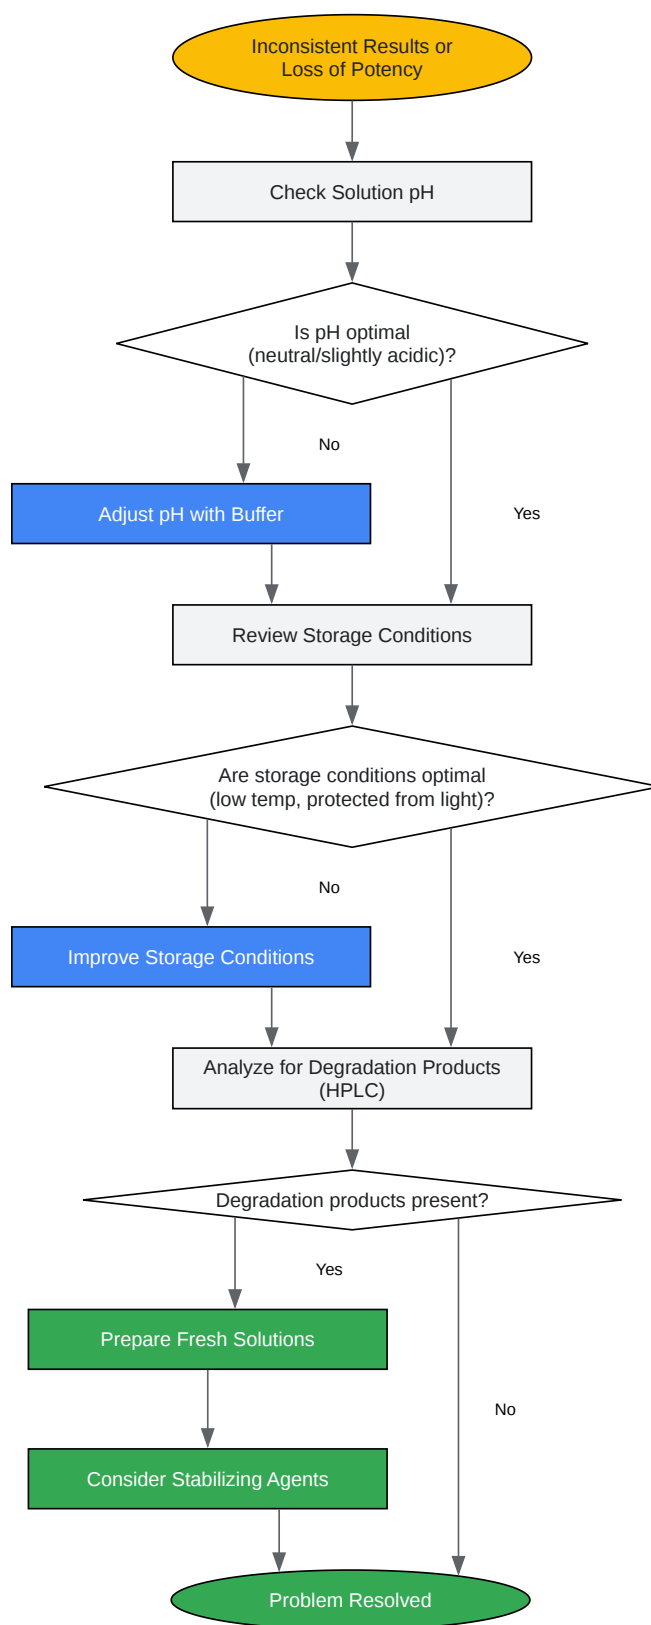 Inconsistent Results or
Loss of Potency
Check Solution pH
Is pH optimal
(neutral/slightly acidic)?
No
Adjust pH with Buffer
Yes
Review Storage Conditions
Are storage conditions optimal
(low temp, protected from light)?
No
Improve Storage Conditions
Yes
Analyze for Degradation Products
(HPLC)
Degradation products present?
Yes
Prepare Fresh Solutions
No
Consider Stabilizing Agents
Problem Resolved